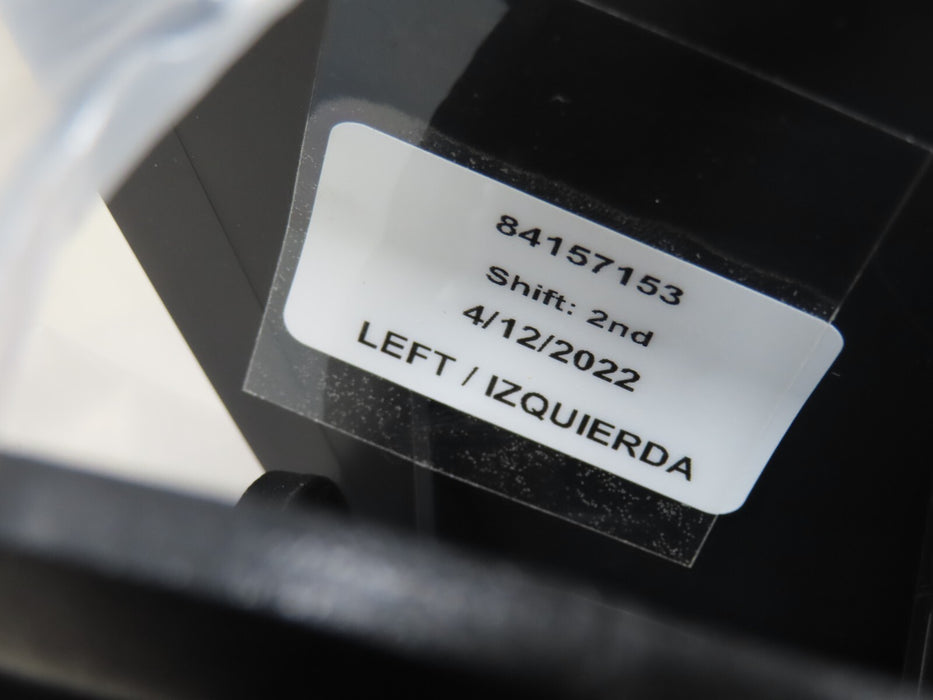 84157153
Shift: 2nd
4/12/2022
LEFT / IZQUIERDA